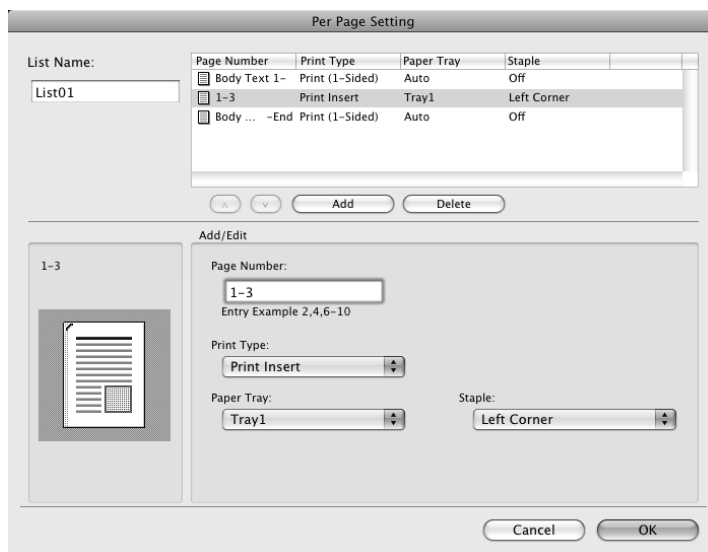 Per Page Setting
List Name:
List01
Page Number Print Type Paper Tray Staple
Body Text 1- Print (1-Sided) Auto Off
1-3 Print Insert Tray1 Left Corner
Body ... -End Print (1-Sided) Auto Off
Add Delete
Add/Edit
1-3
Page Number:
1-3
Entry Example 2,4,6-10
Print Type:
Print Insert
Paper Tray: Staple:
Tray1 Left Corner
Cancel OK